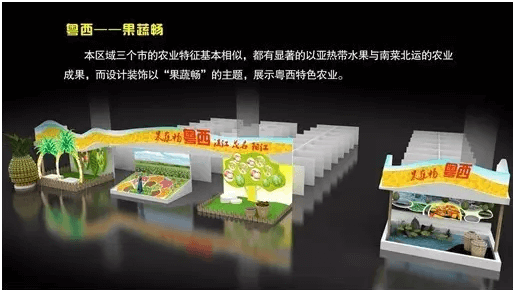 粤西——果蔬畅
本区域三个市的农业特征基本相似，都有显著的以亚热带水果与南菜北运的农业
成果，而设计装饰以“果蔬畅”的主题，展示粤西特色农业。
果蔬畅 粤西 湛江 茂名 阳江
果蔬畅 粤西